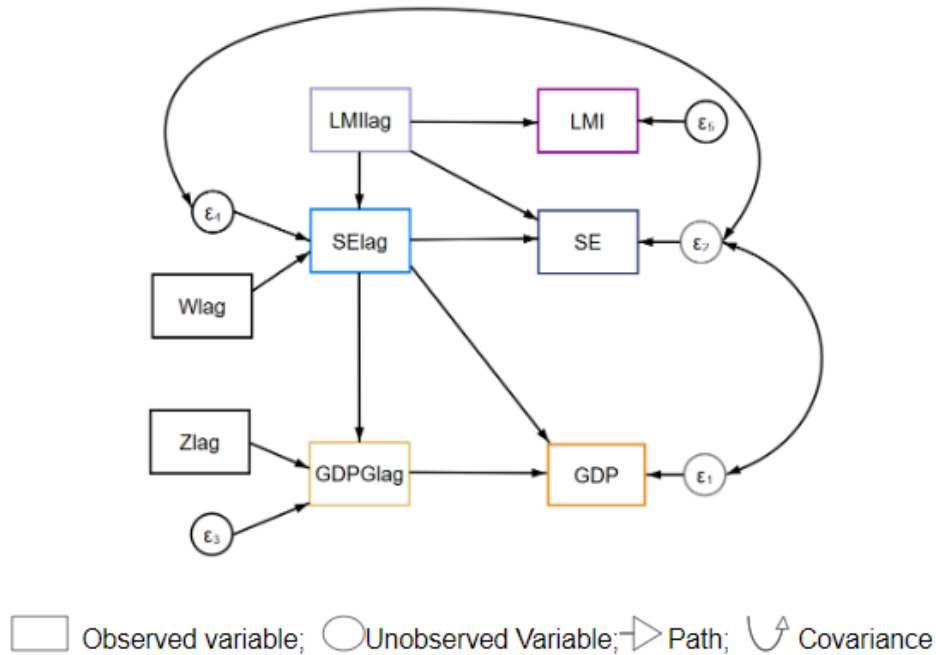 LMIlag
LMI
ε₅
ε₄
SElag
SE
ε₂
Wlag
Zlag
GDPGlag
GDP
ε₁
ε₃
Observed variable; Unobserved Variable; Path; Covariance